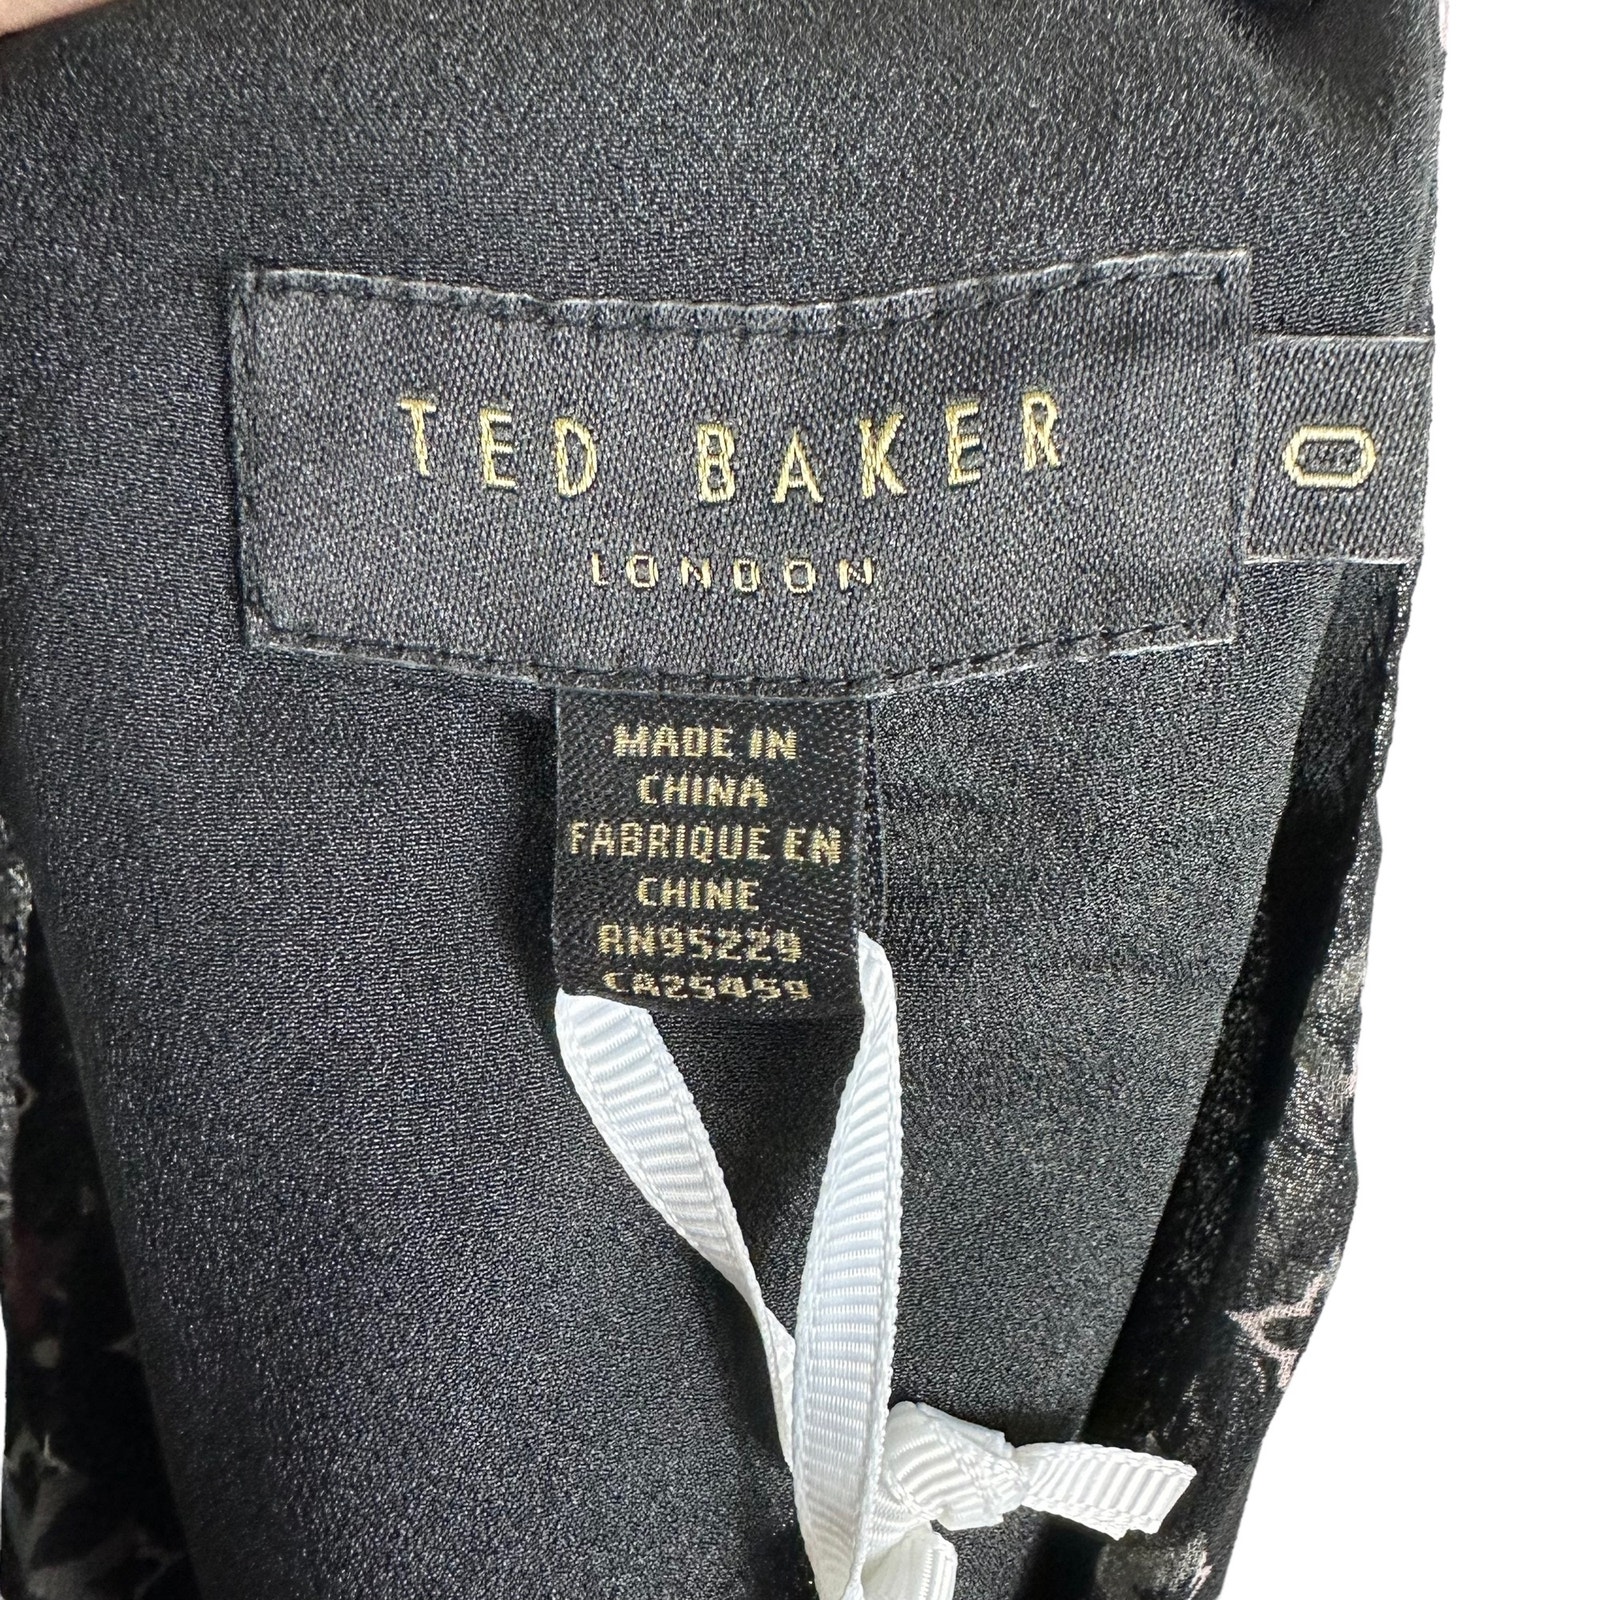 TED BAKER
LONDON
0
MADE IN
CHINA
FABRIQUE EN
CHINE
RN95229
CA25459